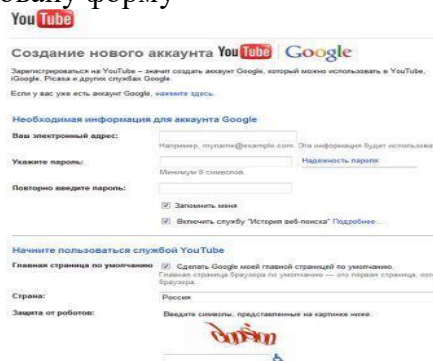 овану форму
You Tube
Создание нового аккаунта You Tube Google
Зарегистрироваться на YouTube – значит создать аккаунт Google, который можно использовать в YouTube,
iGoogle, Picasa и других службах Google.
Если у вас уже есть аккаунт Google, нажмите здесь.
Необходимая информация для аккаунта Google
Ваш электронный адрес:
Например, myname@example.com. Эта информация будет использова
Укажите пароль:
Надежность пароля:
Минимум 8 символов.
Повторно введите пароль:
Запомнить меня
Включить службу "История веб-поиска" Подробнее...
Начните пользоваться службой YouTube
Главная страница по умолчанию
Сделать Google моей главной страницей по умолчанию.
Главная страница браузера по умолчанию — это первая страница, кот
браузера.
Страна:
Россия
Защита от роботов:
Введите символы, представленные на картинке ниже.